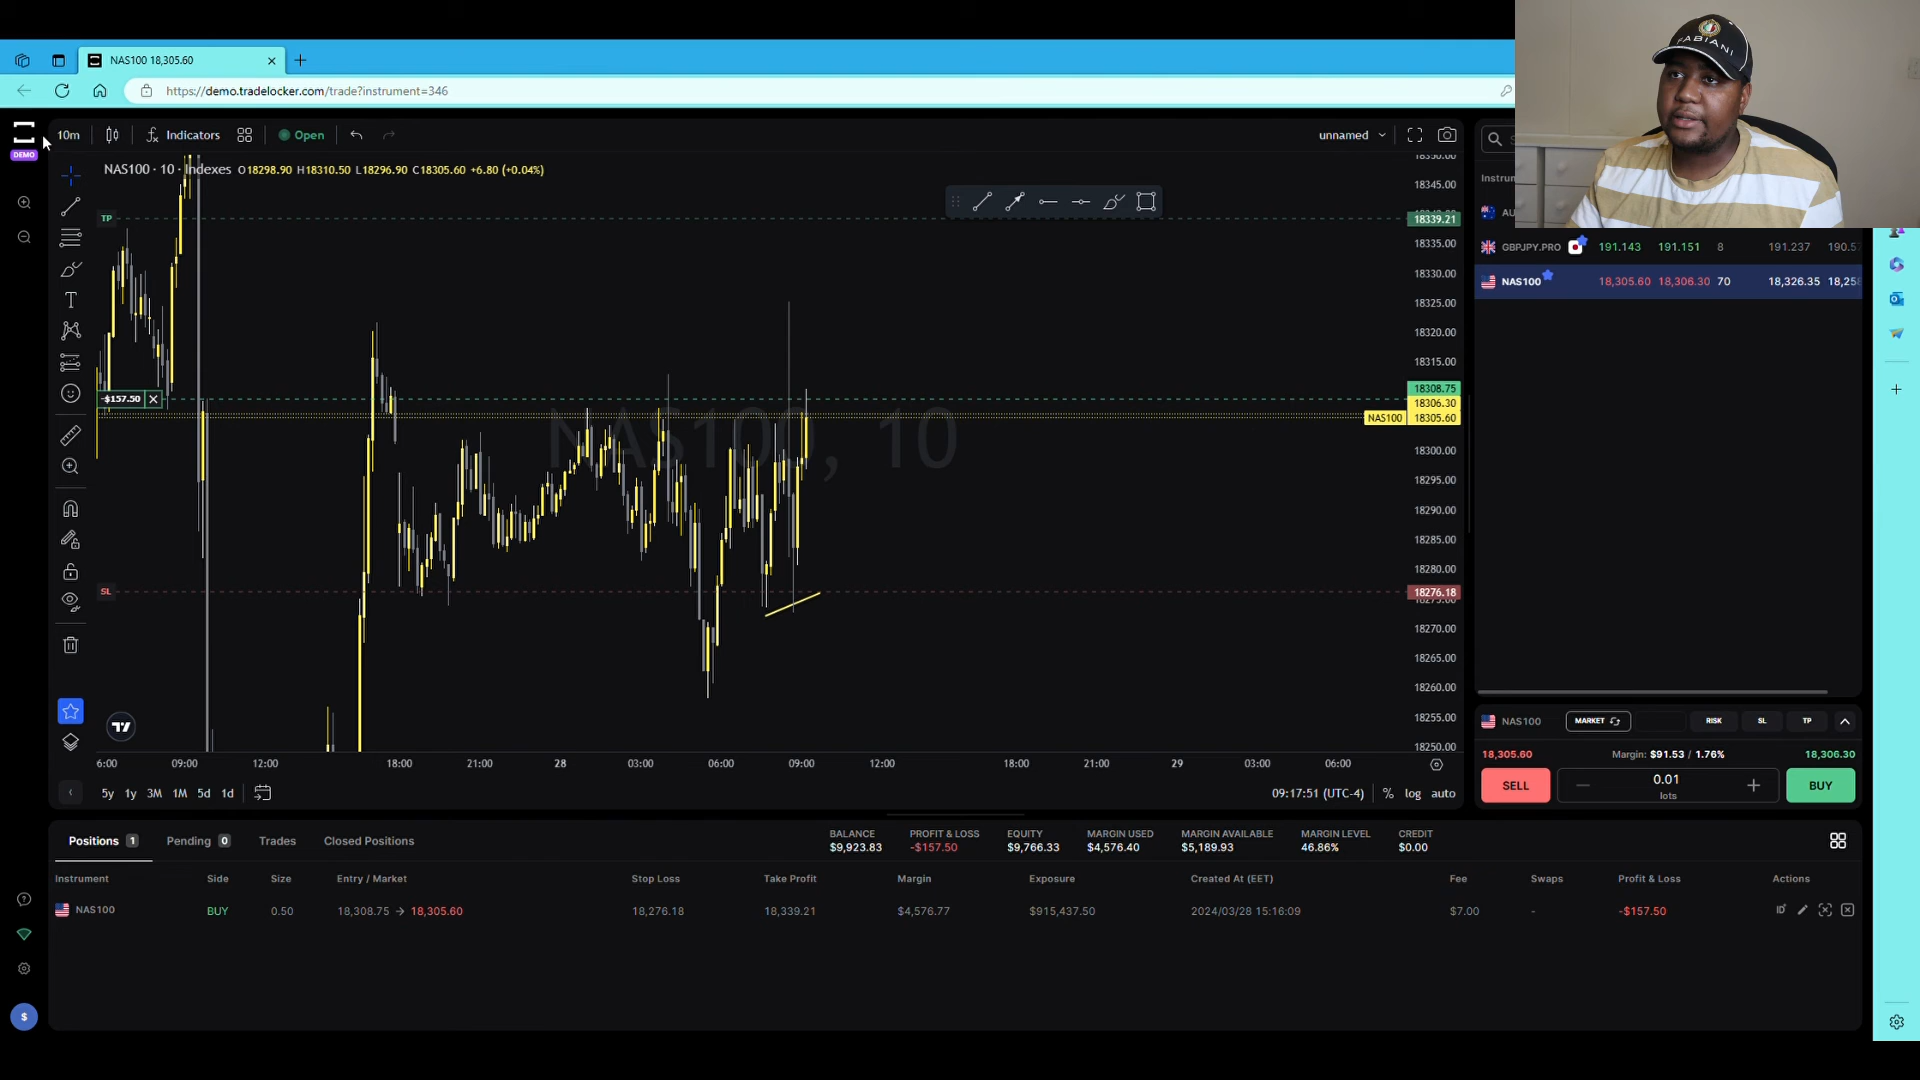 NAS100 18,305.60
https://demo.tradelocker.com/trade?instrument=346
FABIANI
DEMO
10m
Indicators
Open
unnamed
NAS100 · 10 · Indexes O18298.90 H18310.50 L18296.90 C18305.60 +6.80 (+0.04%)
NAS100, 10
TP
-$157.50
SL
18345.00
18339.21
18335.00
18330.00
18325.00
18320.00
18315.00
18308.75
18306.30
NAS100 18305.60
18300.00
18295.00
18290.00
18285.00
18280.00
18276.18
18270.00
18265.00
18260.00
18255.00
18250.00
6:00 09:00 12:00 18:00 21:00 28 03:00 06:00 09:00 12:00 18:00 21:00 29 03:00 06:00
5y 1y 3M 1M 5d 1d
09:17:51 (UTC-4) % log auto
Instrum
AU
GBPJPY.PRO 191.143 191.151 8 191.237 190.5
NAS100 18,305.60 18,306.30 70 18,326.35 18,25
NAS100 MARKET RISK SL TP
18,305.60 Margin: $91.53 / 1.76% 18,306.30
SELL 0.01 BUY
lots
Positions 1 Pending 0 Trades Closed Positions
BALANCE PROFIT & LOSS EQUITY MARGIN USED MARGIN AVAILABLE MARGIN LEVEL CREDIT
$9,923.83 -$157.50 $9,766.33 $4,576.40 $5,189.93 46.86% $0.00
Instrument Side Size Entry / Market Stop Loss Take Profit Margin Exposure Created At (EET) Fee Swaps Profit & Loss Actions
NAS100 BUY 0.50 18,308.75 → 18,305.60 18,276.18 18,339.21 $4,576.77 $915,437.50 2024/03/28 15:16:09 $7.00 - -$157.50 ID
$